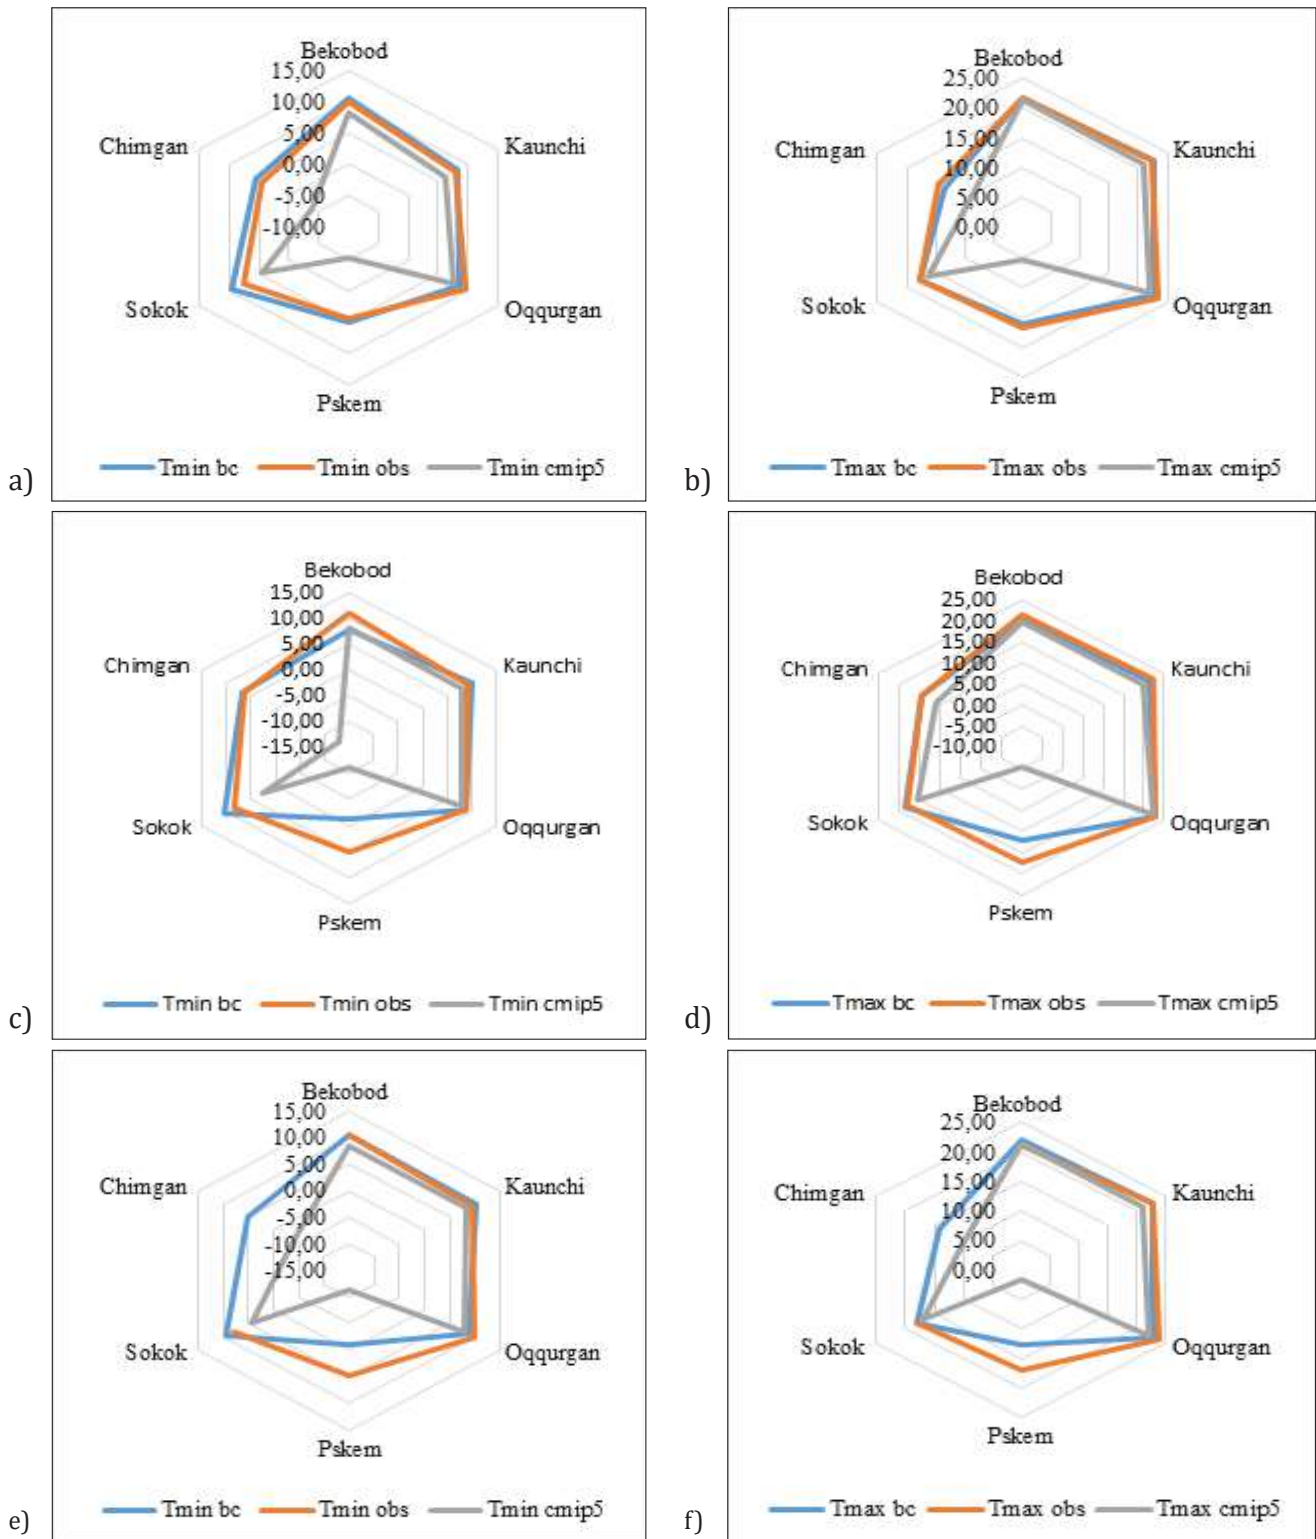 Bekobod
15,00
10,00
5,00
0,00
-5,00
-10,00
Kaunchi
Oqqurgan
Pskem
Sokok
Chimgan
Tmin bc Tmin obs Tmin cmip5
a)
Bekobod
25,00
20,00
15,00
10,00
5,00
0,00
Kaunchi
Oqqurgan
Pskem
Sokok
Chimgan
Tmax bc Tmax obs Tmax cmip5
b)
Bekobod
15,00
10,00
5,00
0,00
-5,00
-10,00
-15,00
Kaunchi
Oqqurgan
Pskem
Sokok
Chimgan
Tmin bc Tmin obs Tmin cmip5
c)
Bekobod
25,00
20,00
15,00
10,00
5,00
0,00
-5,00
-10,00
Kaunchi
Oqqurgan
Pskem
Sokok
Chimgan
Tmax bc Tmax obs Tmax cmip5
d)
Bekobod
15,00
10,00
5,00
0,00
-5,00
-10,00
-15,00
Kaunchi
Oqqurgan
Pskem
Sokok
Chimgan
Tmin bc Tmin obs Tmin cmip5
e)
Bekobod
25,00
20,00
15,00
10,00
5,00
0,00
Kaunchi
Oqqurgan
Pskem
Sokok
Chimgan
Tmax bc Tmax obs Tmax cmip5
f)